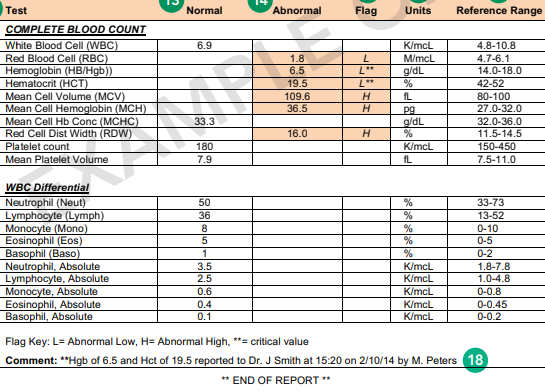 13 14
Test Normal Abnormal Flag Units Reference Range
COMPLETE BLOOD COUNT
White Blood Cell (WBC) 6.9 K/mcL 4.8-10.8
Red Blood Cell (RBC) 1.8 L M/mcL 4.7-6.1
Hemoglobin (HB/Hgb)) 6.5 L** g/dL 14.0-18.0
Hematocrit (HCT) 19.5 L** % 42-52
Mean Cell Volume (MCV) 109.6 H fL 80-100
Mean Cell Hemoglobin (MCH) 36.5 H pg 27.0-32.0
Mean Cell Hb Conc (MCHC) 33.3 g/dL 32.0-36.0
Red Cell Dist Width (RDW) 16.0 H % 11.5-14.5
Platelet count 180 K/mcL 150-450
Mean Platelet Volume 7.9 fL 7.5-11.0
WBC Differential
Neutrophil (Neut) 50 % 33-73
Lymphocyte (Lymph) 36 % 13-52
Monocyte (Mono) 8 % 0-10
Eosinophil (Eos) 5 % 0-5
Basophil (Baso) 1 % 0-2
Neutrophil, Absolute 3.5 K/mcL 1.8-7.8
Lymphocyte, Absolute 2.5 K/mcL 1.0-4.8
Monocyte, Absolute 0.6 K/mcL 0-0.8
Eosinophil, Absolute 0.4 K/mcL 0-0.45
Basophil, Absolute 0.1 K/mcL 0-0.2
Flag Key: L= Abnormal Low, H= Abnormal High, **= critical value
Comment: **Hgb of 6.5 and Hct of 19.5 reported to Dr. J Smith at 15:20 on 2/10/14 by M. Peters 18
** END OF REPORT **
EXAMPLE